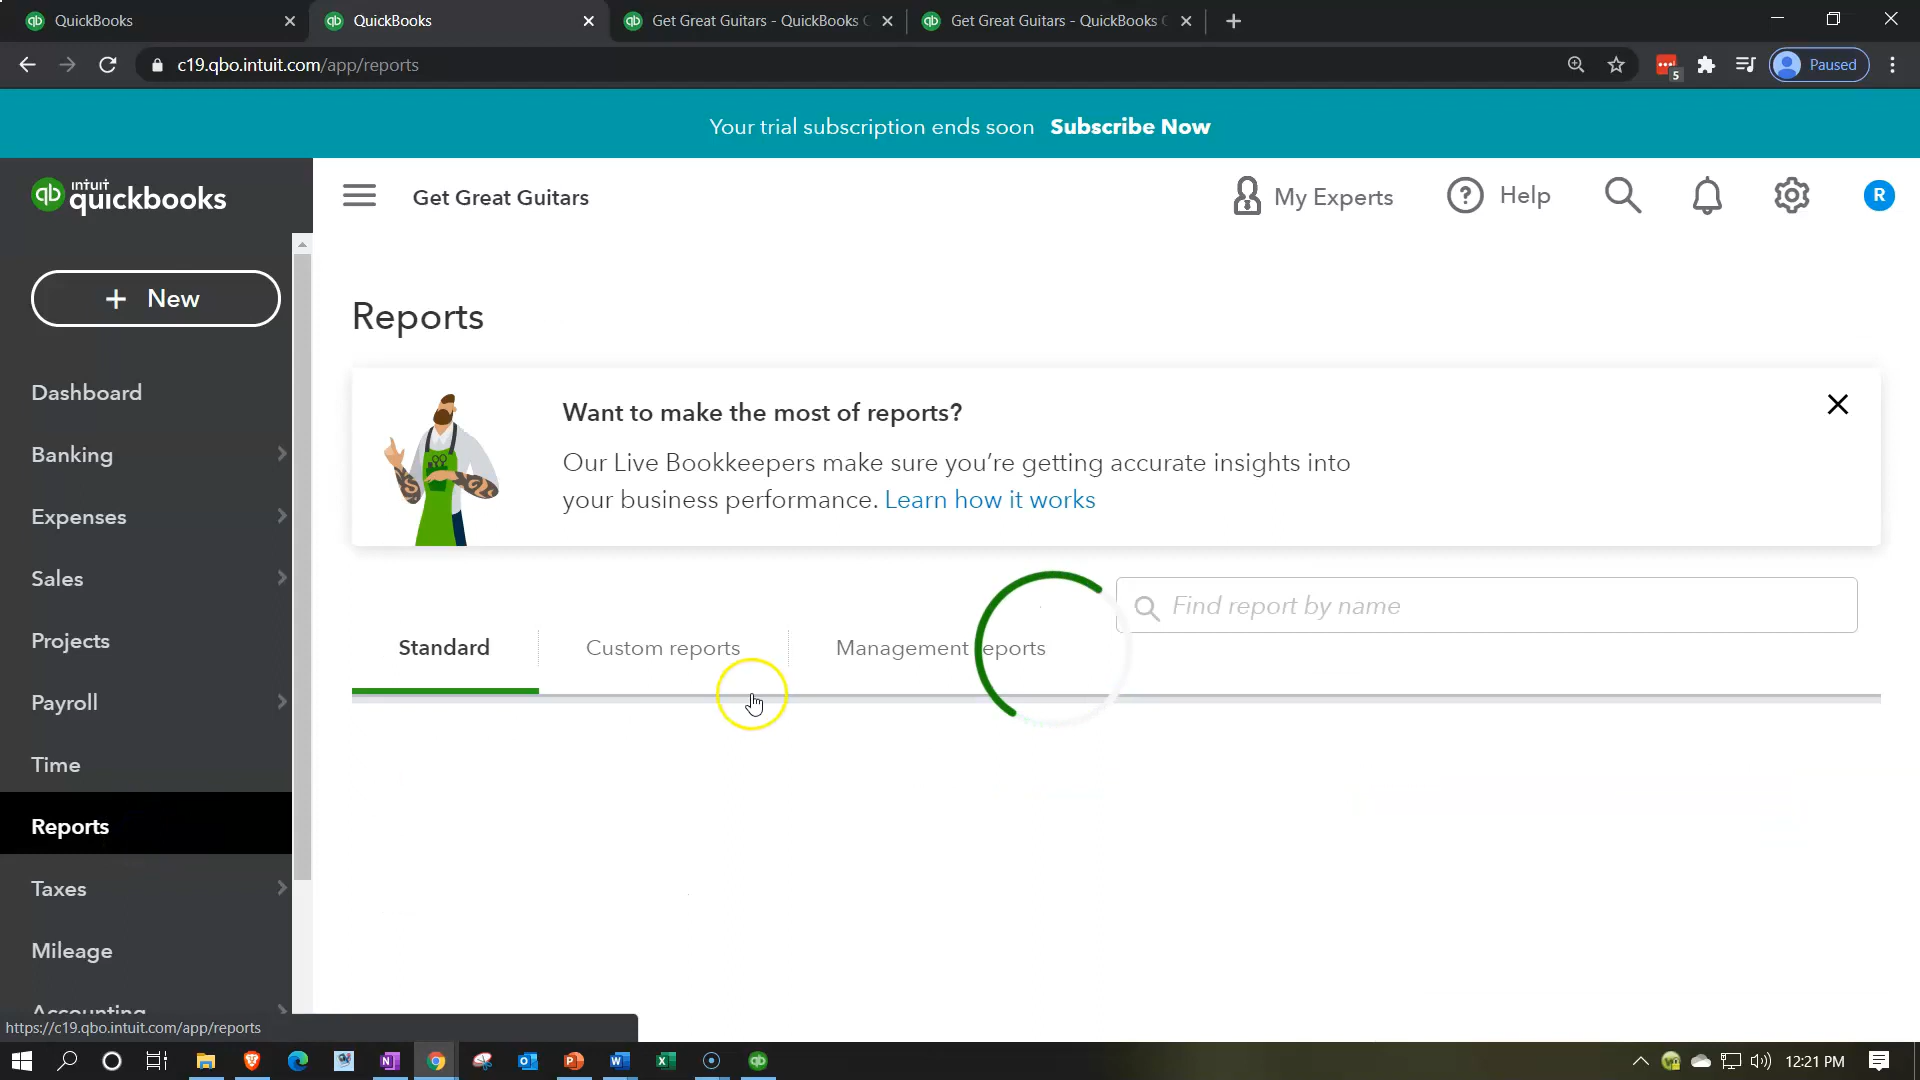 QuickBooks
QuickBooks
Get Great Guitars - QuickBooks
Get Great Guitars - QuickBooks
c19.qbo.intuit.com/app/reports
5
Paused
Your trial subscription ends soon Subscribe Now
qb intuit quickbooks
Get Great Guitars
My Experts
Help
R
+ New
Reports
Want to make the most of reports?
Our Live Bookkeepers make sure you're getting accurate insights into
your business performance. Learn how it works
Find report by name
Standard
Custom reports
Management reports
Dashboard
Banking
Expenses
Sales
Projects
Payroll
Time
Reports
Taxes
Mileage
Accounting
https://c19.qbo.intuit.com/app/reports
12:21 PM